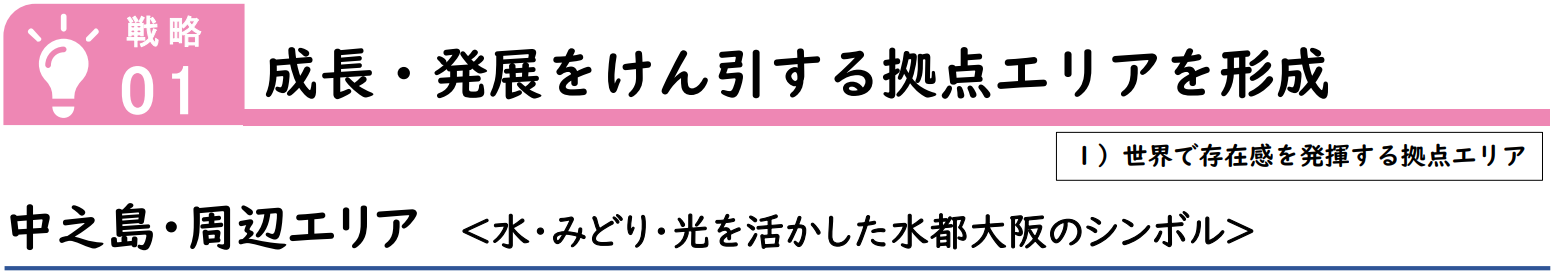 戦略
01
成長・発展をけん引する拠点エリアを形成
1）世界で存在感を発揮する拠点エリア
中之島・周辺エリア　＜水・みどり・光を活かした水都大阪のシンボル＞